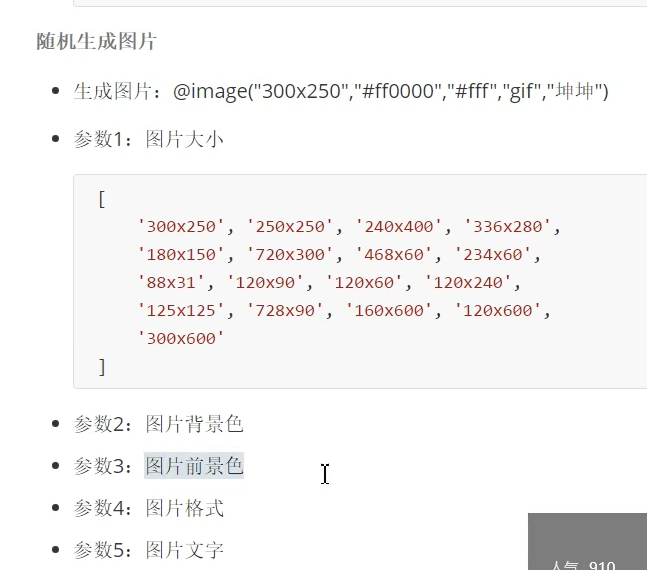 随机生成图片
生成图片：@image("300x250","#ff0000","#fff","gif","坤坤")
参数1：图片大小
[
'300x250', '250x250', '240x400', '336x280',
'180x150', '720x300', '468x60', '234x60',
'88x31', '120x90', '120x60', '120x240',
'125x125', '728x90', '160x600', '120x600',
'300x600'
]
参数2：图片背景色
参数3：图片前景色
参数4：图片格式
参数5：图片文字
人气 910